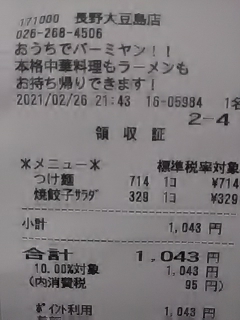 171000 長野大豆島店
026-268-4506
おうちでバーミヤン!!
本格中華料理もラーメンも
お持ち帰りできます!
2021/02/26 21:43 16-05984 1名
2-4
領収証
*メニュー* 標準税率対象
つけ麺 714 1コ ¥714
焼餃子サラダ 329 1コ ¥329
小計 1,043 円
合計 1,043 円
10.00%対象 1,043 円
(内消費税 95 円)
ポイント利用 1,043 円